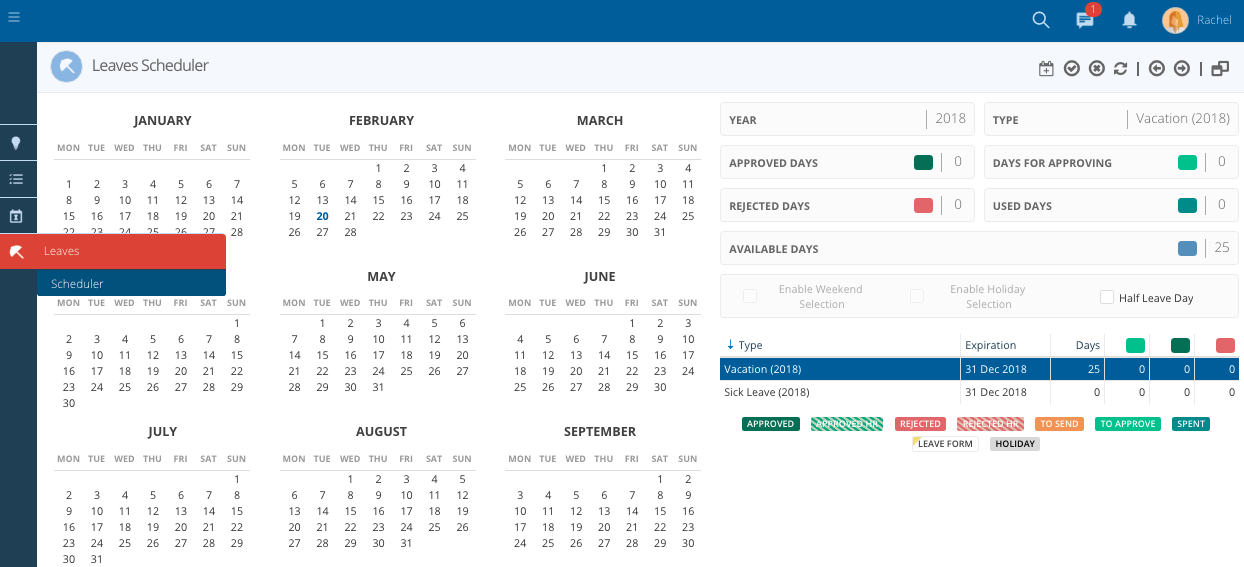 1
Rachel
Leaves Scheduler
JANUARY
MON TUE WED THU FRI SAT SUN
1 2 3 4 5 6 7
8 9 10 11 12 13 14
15 16 17 18 19 20 21
22 23 24 25 26 27 28
FEBRUARY
MON TUE WED THU FRI SAT SUN
1 2 3 4
5 6 7 8 9 10 11
12 13 14 15 16 17 18
19 20 21 22 23 24 25
26 27 28
MARCH
MON TUE WED THU FRI SAT SUN
1 2 3 4
5 6 7 8 9 10 11
12 13 14 15 16 17 18
19 20 21 22 23 24 25
26 27 28 29 30 31
Leaves
Scheduler
MON TUE WED THU FRI SAT SUN
1
2 3 4 5 6 7 8
9 10 11 12 13 14 15
16 17 18 19 20 21 22
23 24 25 26 27 28 29
30
MAY
MON TUE WED THU FRI SAT SUN
1 2 3 4 5 6
7 8 9 10 11 12 13
14 15 16 17 18 19 20
21 22 23 24 25 26 27
28 29 30 31
JUNE
MON TUE WED THU FRI SAT SUN
1 2 3
4 5 6 7 8 9 10
11 12 13 14 15 16 17
18 19 20 21 22 23 24
25 26 27 28 29 30
JULY
MON TUE WED THU FRI SAT SUN
1
2 3 4 5 6 7 8
9 10 11 12 13 14 15
16 17 18 19 20 21 22
23 24 25 26 27 28 29
30 31
AUGUST
MON TUE WED THU FRI SAT SUN
1 2 3 4 5
6 7 8 9 10 11 12
13 14 15 16 17 18 19
20 21 22 23 24 25 26
27 28 29 30 31
SEPTEMBER
MON TUE WED THU FRI SAT SUN
1 2
3 4 5 6 7 8 9
10 11 12 13 14 15 16
17 18 19 20 21 22 23
24 25 26 27 28 29 30
YEAR 2018
TYPE Vacation (2018)
APPROVED DAYS 0
DAYS FOR APPROVING 0
REJECTED DAYS 0
USED DAYS 0
AVAILABLE DAYS 25
Enable Weekend
Selection
Enable Holiday
Selection
Half Leave Day
Type Expiration Days
Vacation (2018) 31 Dec 2018 25 0 0 0
Sick Leave (2018) 31 Dec 2018 0 0 0 0
APPROVED APPROVED HR REJECTED REJECTED HR TO SEND TO APPROVE SPENT
LEAVE FORM HOLIDAY